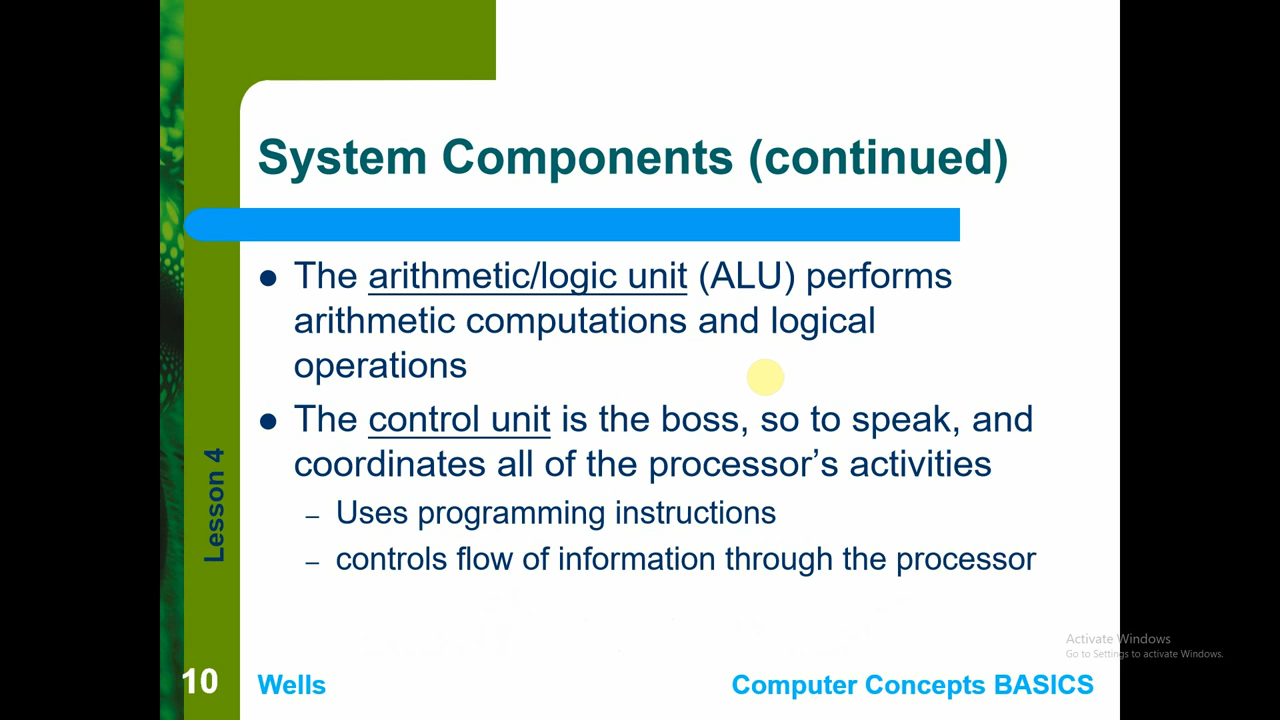 System Components (continued)
● The arithmetic/logic unit (ALU) performs
arithmetic computations and logical
operations
● The control unit is the boss, so to speak, and
coordinates all of the processor’s activities
– Uses programming instructions
– controls flow of information through the processor
Lesson 4
10
Wells
Computer Concepts BASICS
Activate Windows
Go to Settings to activate Windows.